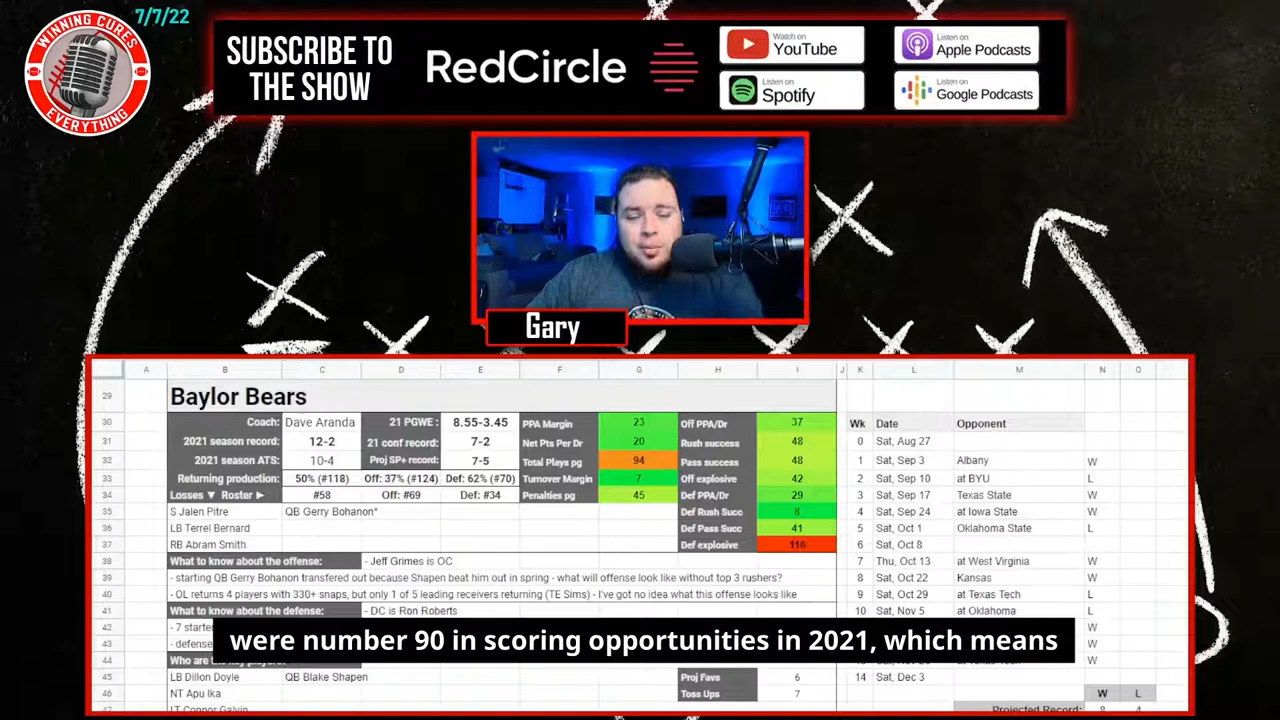 7/7/22
WINNING CURES
EVERYTHING
SUBSCRIBE TO
THE SHOW
RedCircle
Watch on
YouTube
Listen on
Spotify
Listen on
Apple Podcasts
Listen on
Google Podcasts
Gary
A B C D E F G H I J K L M N O
29 Baylor Bears
30 Coach: Dave Aranda 21 PGWE : 8.55-3.45 PPA Margin 23 Off PPA/Dr 37 Wk Date Opponent
31 2021 season record: 12-2 21 conf record: 7-2 Net Pts Per Dr 20 Rush success 48 0 Sat, Aug 27
32 2021 season ATS: 10-4 Proj SP+ record: 7-5 Total Plays pg 94 Pass success 48 1 Sat, Sep 3 Albany W
33 Returning production: 50% (#118) Off: 37% (#124) Def: 62% (#70) Turnover Margin 7 Off explosive 42 2 Sat, Sep 10 at BYU L
34 Losses ▼ Roster ► #58 Off: #69 Def: #34 Penalties pg 45 Def PPA/Dr 29 3 Sat, Sep 17 Texas State W
35 S Jalen Pitre QB Gerry Bohanon* Def Rush Succ 8 4 Sat, Sep 24 at Iowa State W
36 LB Terrel Bernard Def Pass Succ 41 5 Sat, Oct 1 Oklahoma State L
37 RB Abram Smith Def explosive 116 6 Sat, Oct 8
38 What to know about the offense: - Jeff Grimes is OC 7 Thu, Oct 13 at West Virginia W
39 - starting QB Gerry Bohanon transfered out because Shapen beat him out in spring - what will offense look like without top 3 rushers? 8 Sat, Oct 22 Kansas W
40 - OL returns 4 players with 330+ snaps, but only 1 of 5 leading receivers returning (TE Sims) - I've got no idea what this offense looks like 9 Sat, Oct 29 at Texas Tech L
41 What to know about the defense: - DC is Ron Roberts 10 Sat, Nov 5 at Oklahoma L
42 - 7 W
43 W
44 W
were number 90 in scoring opportunities in 2021, which means
45 LB Dillon Doyle QB Blake Shapen Proj Favs 6 14 Sat, Dec 3
46 NT Apu Ika Toss Ups 7 W L
47 LT Connor Galvin Projected Record: 8 4